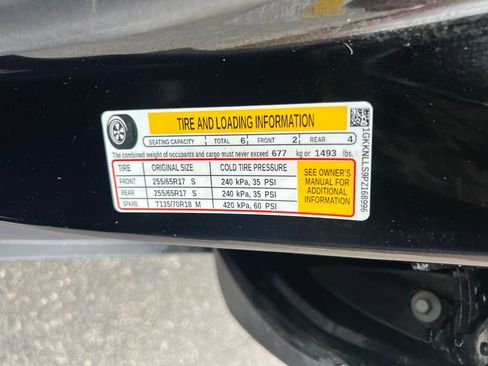 TIRE AND LOADING INFORMATION
SEATING CAPACITY TOTAL 6 FRONT 2 REAR 4
The combined weight of occupants and cargo must never exceed 677 kg or 1493 lbs.
TIRE ORIGINAL SIZE COLD TIRE PRESSURE
FRONT 255/65R17 S 240 kPa, 35 PSI
REAR 255/65R17 S 240 kPa, 35 PSI
SPARE T135/70R18 M 420 kPa, 60 PSI
SEE OWNER'S
MANUAL FOR
ADDITIONAL
INFORMATION
1GKKNLLS9PZ168996